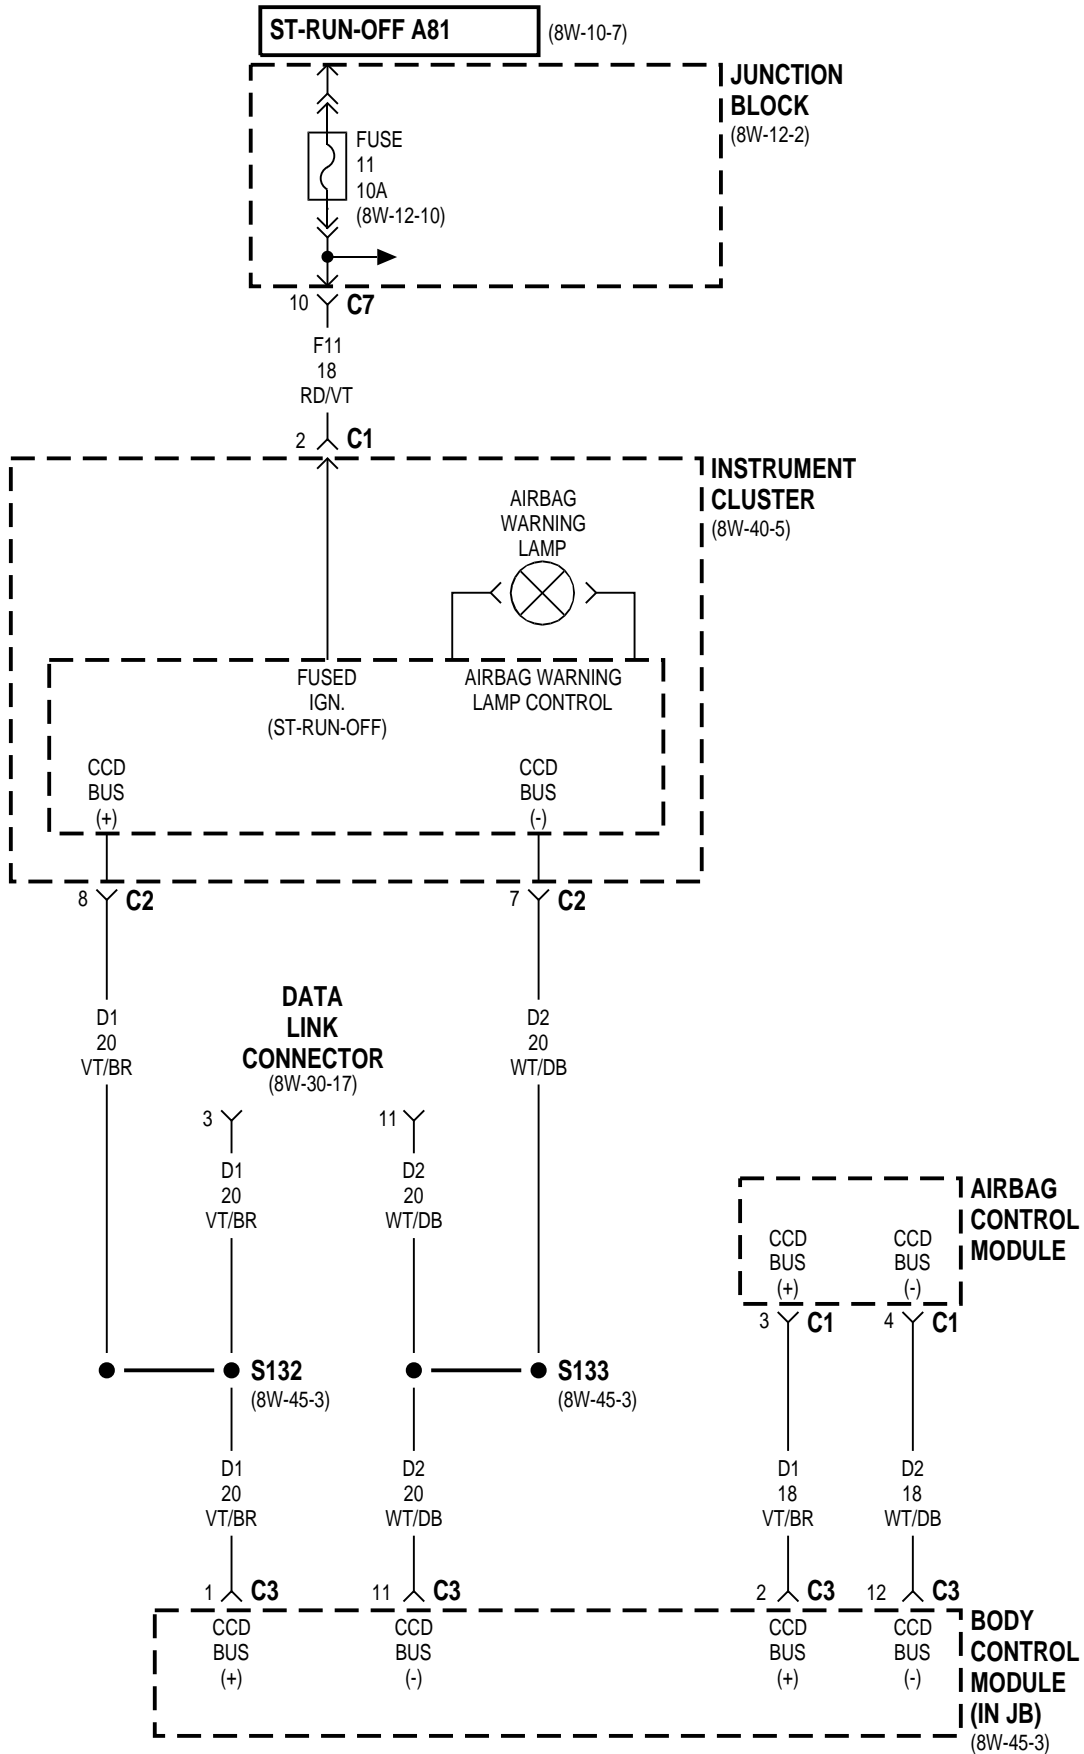 ST-RUN-OFF A81
(8W-10-7)
JUNCTION
BLOCK
(8W-12-2)
FUSE
11
10A
(8W-12-10)
10
C7
F11
18
RD/VT
2
C1
INSTRUMENT
CLUSTER
(8W-40-5)
AIRBAG
WARNING
LAMP
FUSED
IGN.
(ST-RUN-OFF)
AIRBAG WARNING
LAMP CONTROL
CCD
BUS
(+)
CCD
BUS
(-)
8
C2
7
C2
D1
20
VT/BR
DATA
LINK
CONNECTOR
(8W-30-17)
D2
20
WT/DB
3
11
D1
20
VT/BR
D2
20
WT/DB
AIRBAG
CONTROL
MODULE
CCD
BUS
(+)
CCD
BUS
(-)
3
C1
4
C1
S132
(8W-45-3)
S133
(8W-45-3)
D1
20
VT/BR
D2
20
WT/DB
D1
18
VT/BR
D2
18
WT/DB
1
C3
11
C3
2
C3
12
C3
CCD
BUS
(+)
CCD
BUS
(-)
CCD
BUS
(+)
CCD
BUS
(-)
BODY
CONTROL
MODULE
(IN JB)
(8W-45-3)